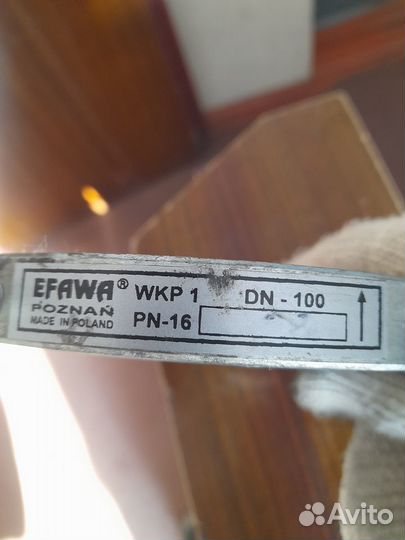 EFAWA® WKP 1 DN - 100
POZNAŃ
MADE IN POLAND PN-16
Avito